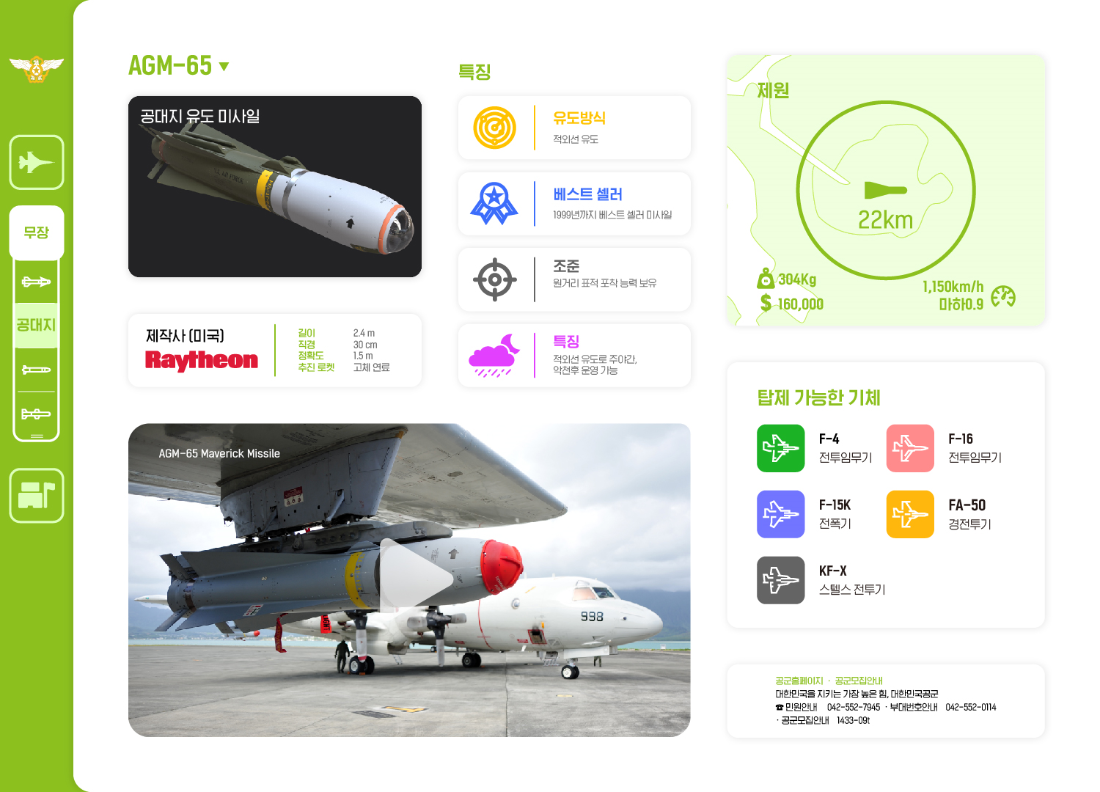 무장
공대지
AGM-65
공대지 유도 미사일
제작사 (미국)
Raytheon
길이 2.4 m
직경 30 cm
정확도 1.5 m
추진 로켓 고체 연료
특징
유도방식
적외선 유도
베스트 셀러
1999년까지 베스트 셀러 미사일
조준
원거리 표적 포착 능력 보유
특징
적외선 유도로 주야간,
악천후 운영 가능
AGM-65 Maverick Missile
998
제원
22km
304Kg
$ 160,000
1,150km/h
마하0.9
탑제 가능한 기체
F-4
전투임무기
F-16
전투임무기
F-15K
전폭기
FA-50
경전투기
KF-X
스텔스 전투기
공군홈페이지 · 공군모집안내
대한민국을 지키는 가장 높은 힘, 대한민국공군
☎ 민원안내 042-552-7945 · 부대번호안내 042-552-0114
· 공군모집안내 1433-09t